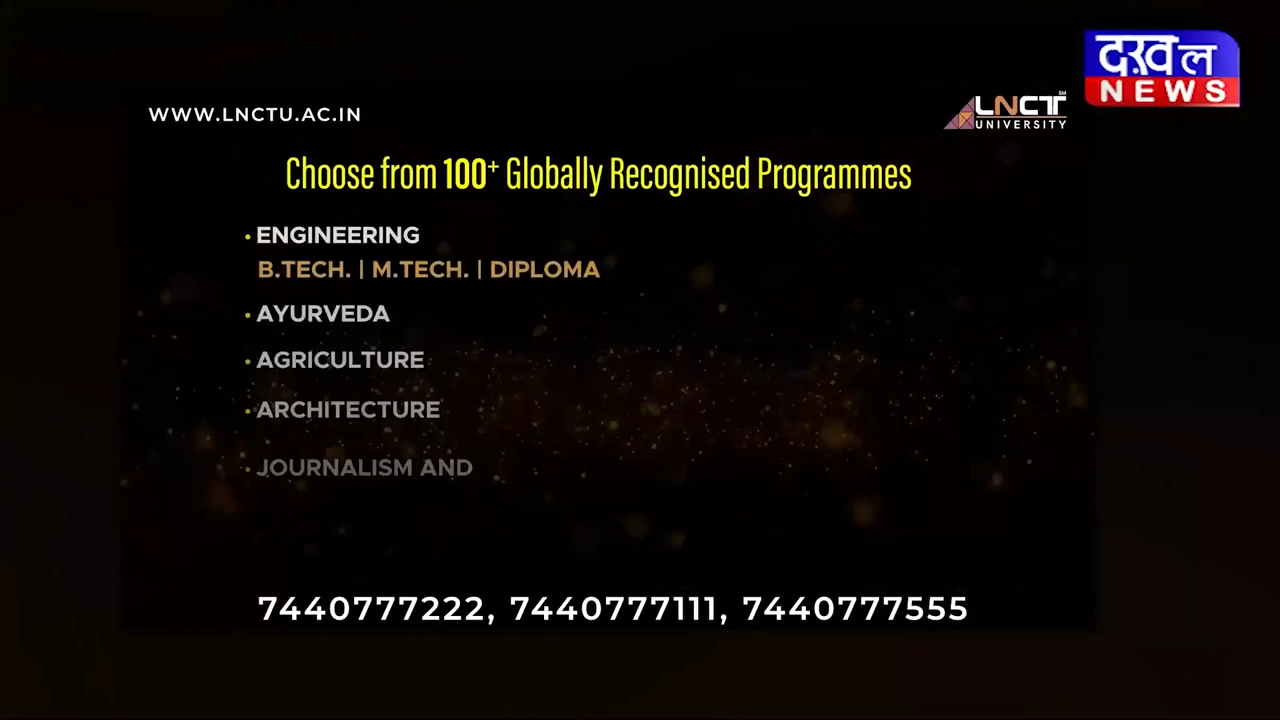 दख़ल
NEWS
WWW.LNCTU.AC.IN
LNCT SM
UNIVERSITY
Choose from 100+ Globally Recognised Programmes
• ENGINEERING
B.TECH. | M.TECH. | DIPLOMA
• AYURVEDA
• AGRICULTURE
• ARCHITECTURE
• JOURNALISM AND
7440777222, 7440777111, 7440777555